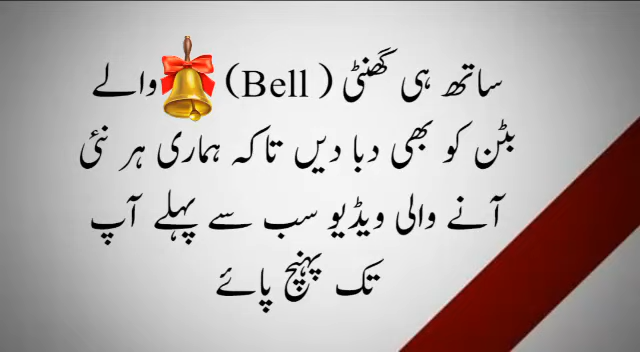 ساتھ ہی گھنٹی (Bell) والے
بٹن کو بھی دبا دیں تاکہ ہماری ہر نئی
آنے والی ویڈیو سب سے پہلے آپ
تک پہنچ پائے